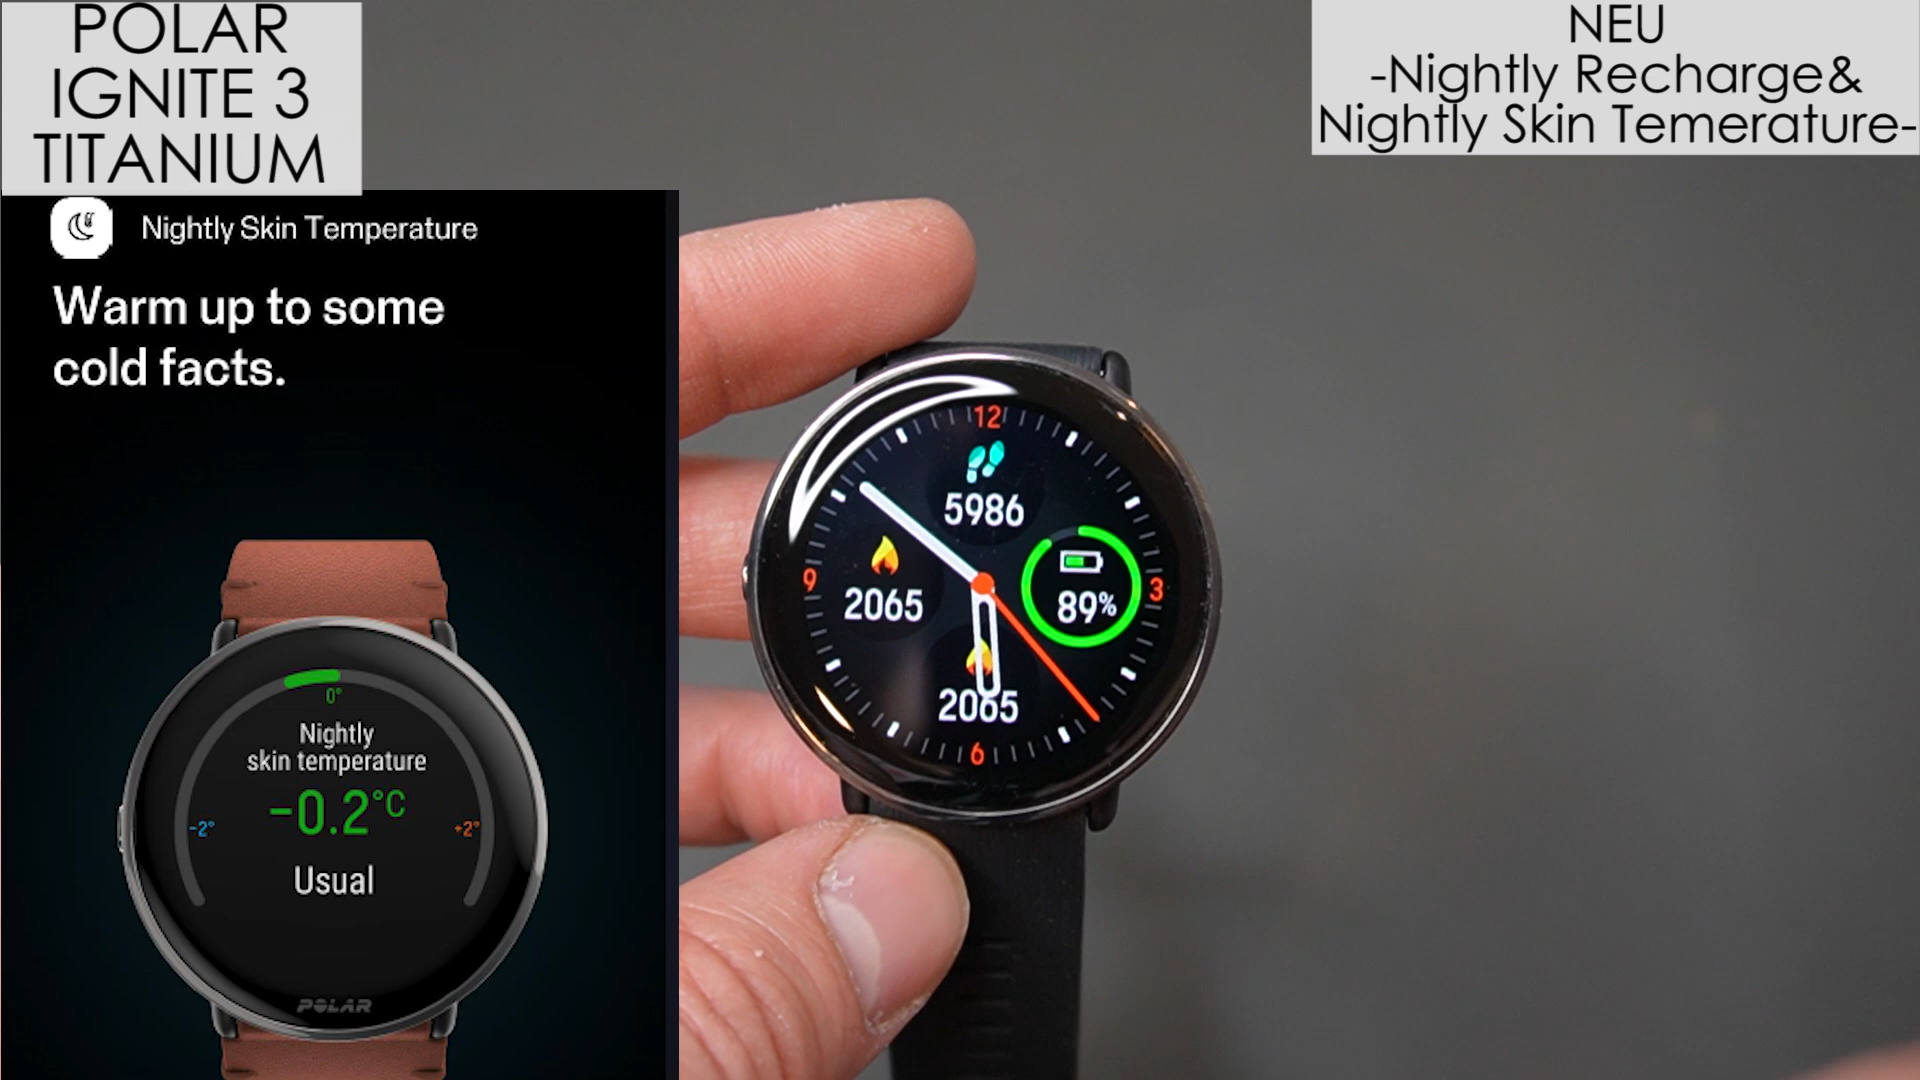 POLAR
IGNITE 3
TITANIUM
NEU
-Nightly Recharge&
Nightly Skin Temerature-
Nightly Skin Temperature
Warm up to some
cold facts.
0°
Nightly
skin temperature
-0.2°C
-2°
+2°
Usual
POLAR
12
5986
9
2065
89%
3
2065
6